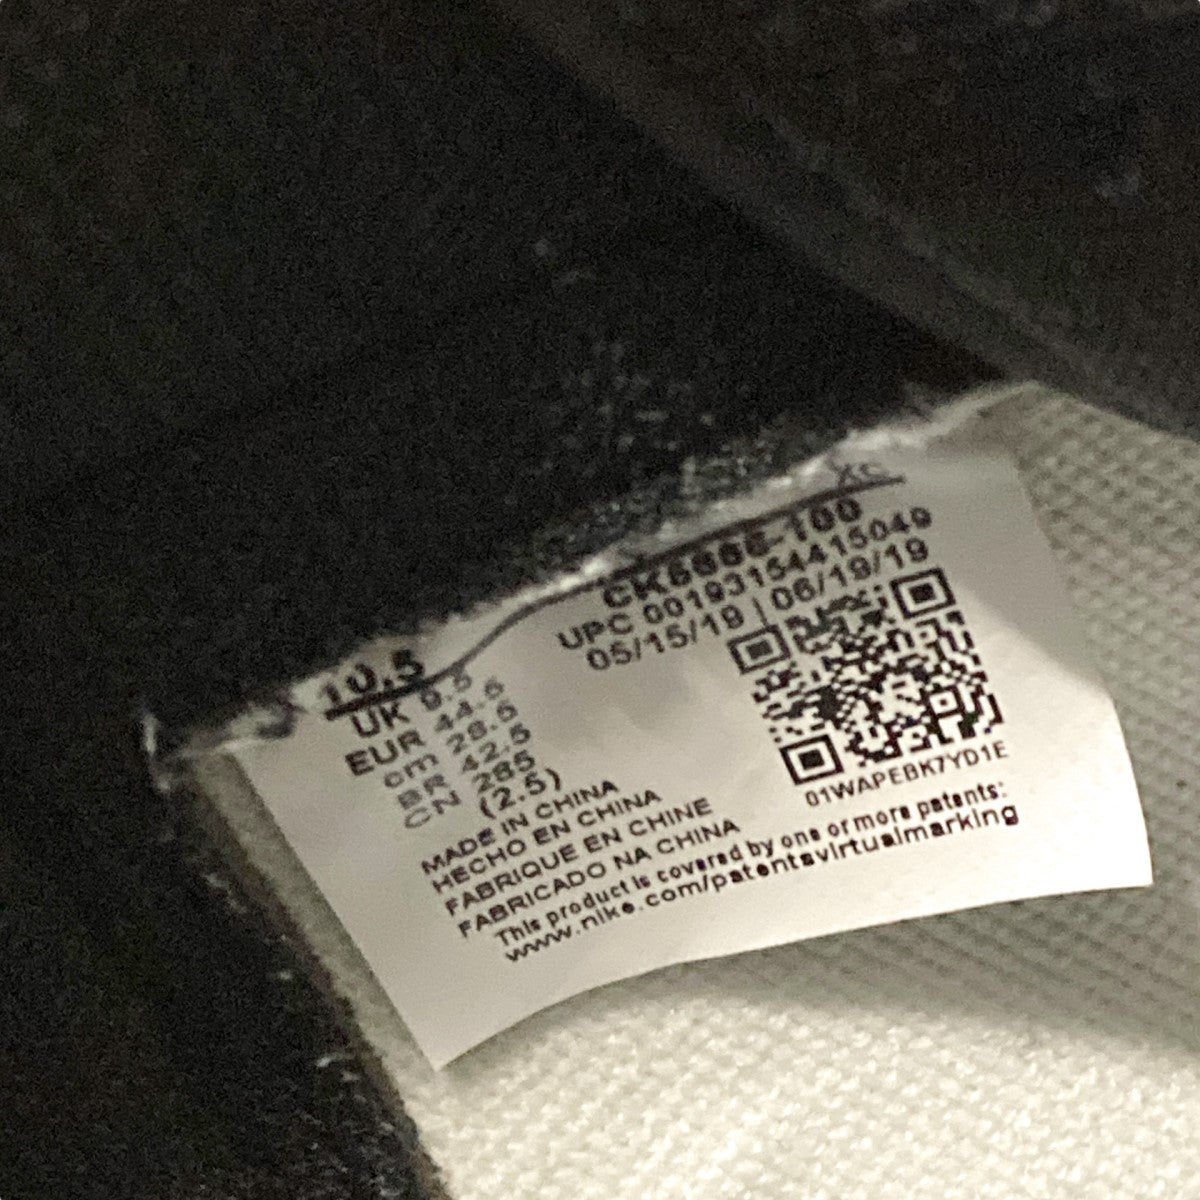 XC
CK5666-100
UPC 00193154415049
05/15/19 | 06/19/19
10.5
UK 9.5
EUR 44.5
cm 28.5
BR 42.5
CN 285
(2.5)
01WAPEBK7YD1E
MADE IN CHINA
HECHO EN CHINA
FABRIQUE EN CHINE
FABRICADO NA CHINA
This product is covered by one or more patents:
www.nike.com/patentsvirtualmarking